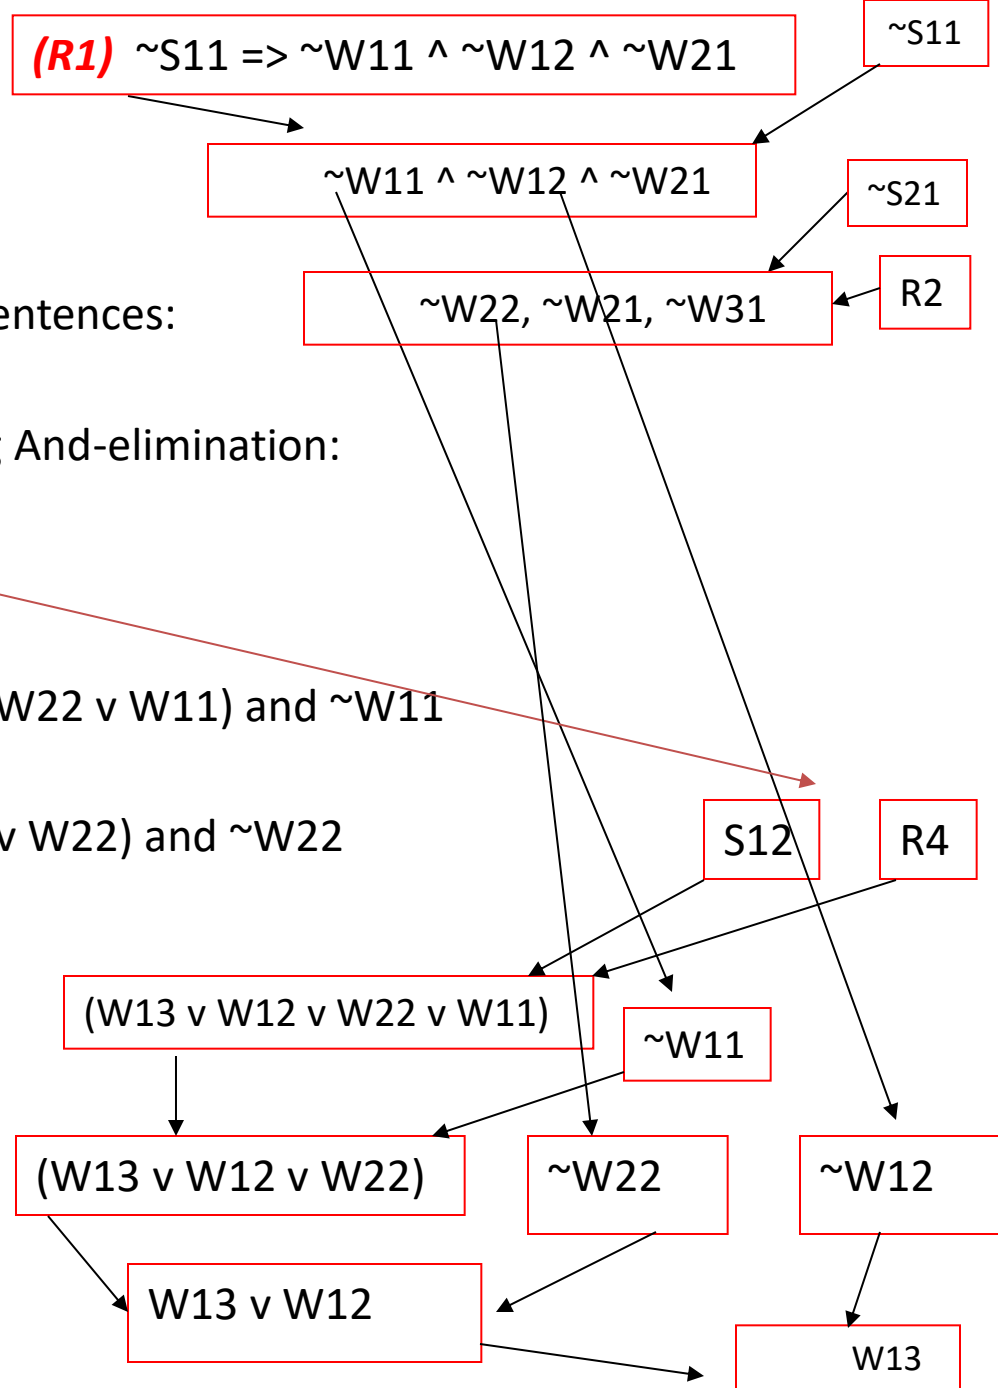 (R1) ~S11 => ~W11 ^ ~W12 ^ ~W21
~S11
~W11 ^ ~W12 ^ ~W21
~S21
~W22, ~W21, ~W31
R2
entences:
And-elimination:
W22 v W11) and ~W11
v W22) and ~W22
S12
R4
(W13 v W12 v W22 v W11)
~W11
(W13 v W12 v W22)
~W22
~W12
W13 v W12
W13